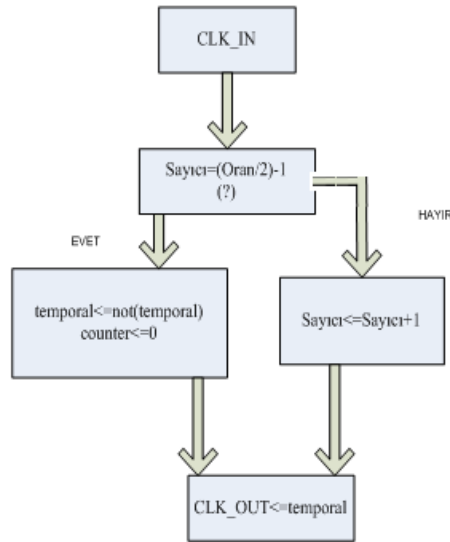 CLK_IN
Sayıcı=(Oran/2)-1
(?)
HAYIR
EVET
temporal<=not(temporal)
counter<=0
Sayıcı<=Sayıcı+1
CLK_OUT<=temporal